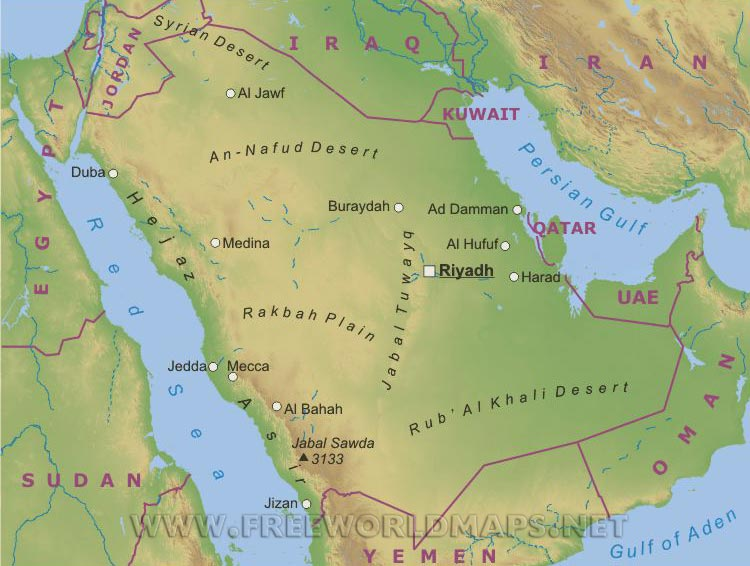 Syrian Desert
IRAQ
IRAN
JORDAN
Al Jawf
KUWAIT
EGYPT
An-Nafud Desert
Persian Gulf
Duba
Hejaz
Buraydah
Ad Damman
QATAR
Red Sea
Medina
Al Hufuf
Riyadh
Harad
Jabal Tuwayq
UAE
Rakbah Plain
Jedda
Mecca
Asir
Rub' Al Khali Desert
OMAN
Al Bahah
Jabal Sawda
3133
SUDAN
Jizan
WWW.FREEWORLDMAPS.NET
YEMEN
Gulf of Aden